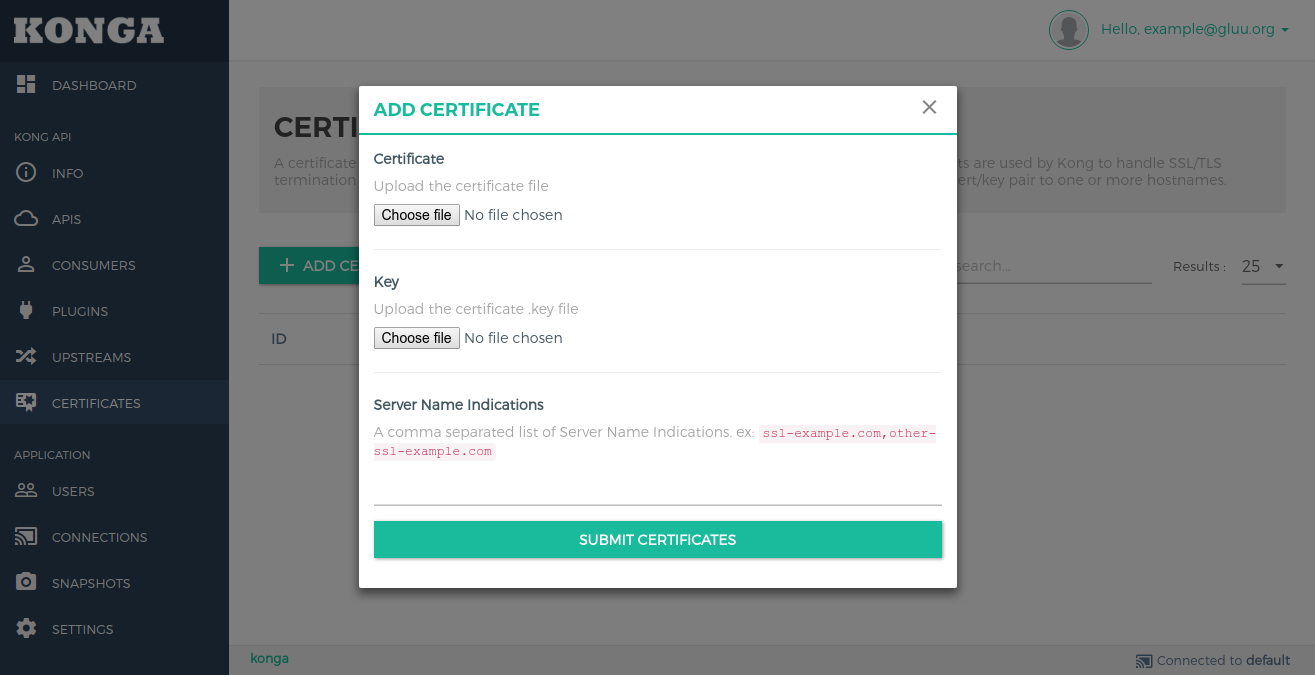 KONGA
Hello, example@gluu.org
DASHBOARD
KONG API
INFO
APIS
CONSUMERS
PLUGINS
UPSTREAMS
CERTIFICATES
APPLICATION
USERS
CONNECTIONS
SNAPSHOTS
SETTINGS
CERTI
A certificate
ts are used by Kong to handle SSL/TLS
termination
ert/key pair to one or more hostnames.
ADD CE
search...
Results :
25
ID
ADD CERTIFICATE
Certificate
Upload the certificate file
Choose file No file chosen
Key
Upload the certificate .key file
Choose file No file chosen
Server Name Indications
A comma separated list of Server Name Indications. ex: ssl-example.com,other-
ssl-example.com
SUBMIT CERTIFICATES
konga
Connected to default